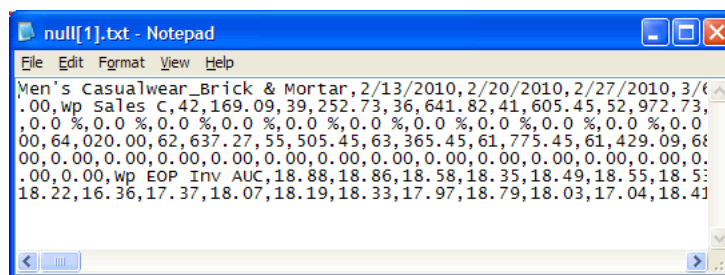 null[1].txt - Notepad
File Edit Format View Help
Men's Casualwear_Brick & Mortar,2/13/2010,2/20/2010,2/27/2010,3/6
.00,Wp Sales C,42,169.09,39,252.73,36,641.82,41,605.45,52,972.73,
,0.0 %,0.0 %,0.0 %,0.0 %,0.0 %,0.0 %,0.0 %,0.0 %,0.0 %,0.0
00,64,020.00,62,637.27,55,505.45,63,365.45,61,775.45,61,429.09,68
00,0.00,0.00,0.00,0.00,0.00,0.00,0.00,0.00,0.00,0.00,0.00,0.00,0.
.00,0.00,Wp EOP Inv AUC,18.88,18.86,18.58,18.35,18.49,18.55,18.53
18.22,16.36,17.37,18.07,18.19,18.33,17.97,18.79,18.03,17.04,18.41